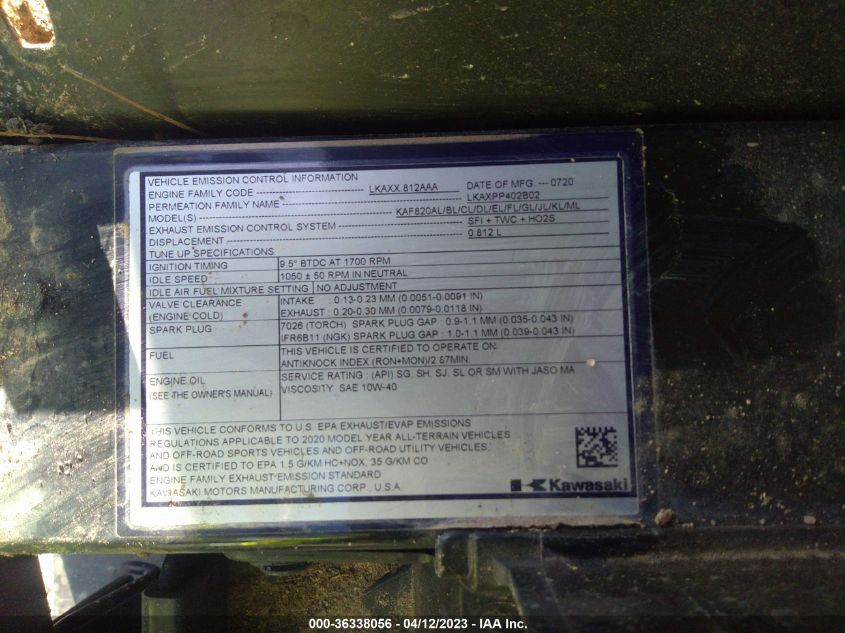 VEHICLE EMISSION CONTROL INFORMATION
ENGINE FAMILY CODE ---- LKAXX.812AAA DATE OF MFG. --- 0720
PERMEATION FAMILY NAME ---- LKAXPP402B02
MODEL(S) ---- KAF820AL/BL/CL/DL/EL/FL/GL/JL/KL/ML
EXHAUST EMISSION CONTROL SYSTEM ---- SFI + TWC + HO2S
DISPLACEMENT ---- 0.812 L
TUNE UP SPECIFICATIONS
IGNITION TIMING 9.5° BTDC AT 1700 RPM
IDLE SPEED 1050 ± 50 RPM IN NEUTRAL
IDLE AIR FUEL MIXTURE SETTING NO ADJUSTMENT
VALVE CLEARANCE INTAKE : 0.13-0.23 MM (0.0051-0.0091 IN)
(ENGINE COLD) EXHAUST : 0.20-0.30 MM (0.0079-0.0118 IN)
SPARK PLUG 7026 (TORCH) SPARK PLUG GAP : 0.9-1.1 MM (0.035-0.043 IN)
IFR6B11 (NGK) SPARK PLUG GAP : 1.0-1.1 MM (0.039-0.043 IN)
FUEL THIS VEHICLE IS CERTIFIED TO OPERATE ON:
ANTIKNOCK INDEX (RON+MON)/2 87MIN.
ENGINE OIL SERVICE RATING : (API) SG, SH, SJ, SL OR SM WITH JASO MA
(SEE THE OWNER'S MANUAL) VISCOSITY SAE 10W-40
THIS VEHICLE CONFORMS TO U.S. EPA EXHAUST/EVAP EMISSIONS
REGULATIONS APPLICABLE TO 2020 MODEL YEAR ALL-TERRAIN VEHICLES
AND OFF-ROAD SPORTS VEHICLES AND OFF-ROAD UTILITY VEHICLES.
AND IS CERTIFIED TO EPA 1.5 G/KM HC+NOX, 35 G/KM CO
ENGINE FAMILY EXHAUST EMISSION STANDARD
KAWASAKI MOTORS MANUFACTURING CORP., U.S.A.
Kawasaki
000-36338056 - 04/12/2023 - IAA Inc.